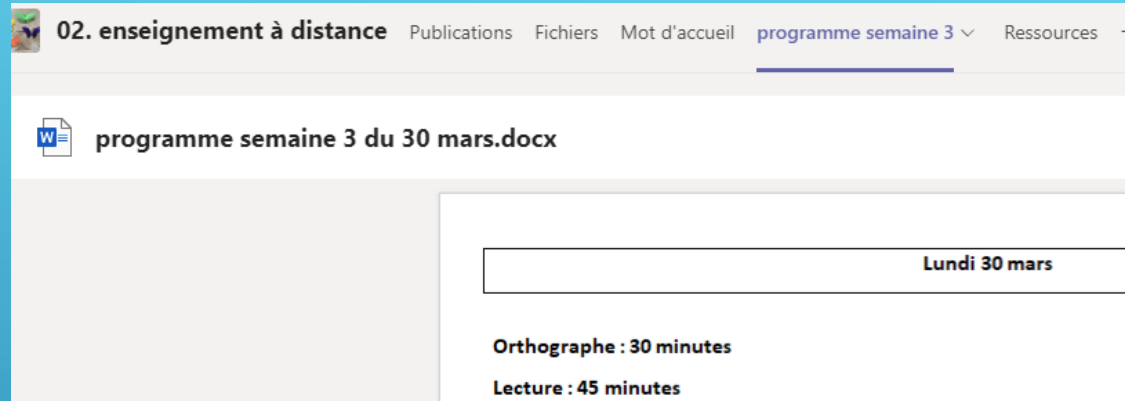 02. enseignement à distance Publications Fichiers Mot d'accueil programme semaine 3 Ressources
programme semaine 3 du 30 mars.docx
Lundi 30 mars
Orthographe : 30 minutes
Lecture : 45 minutes